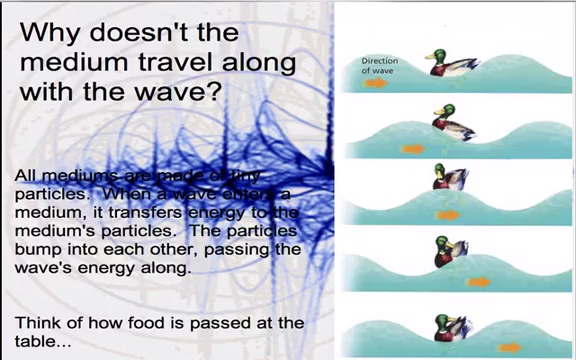 Why doesn't the
medium travel along
with the wave?
All mediums are made of tiny
particles. When a wave enters a
medium, it transfers energy to the
medium's particles. The particles
bump into each other, passing the
wave's energy along.
Think of how food is passed at the
table...
Direction
of wave